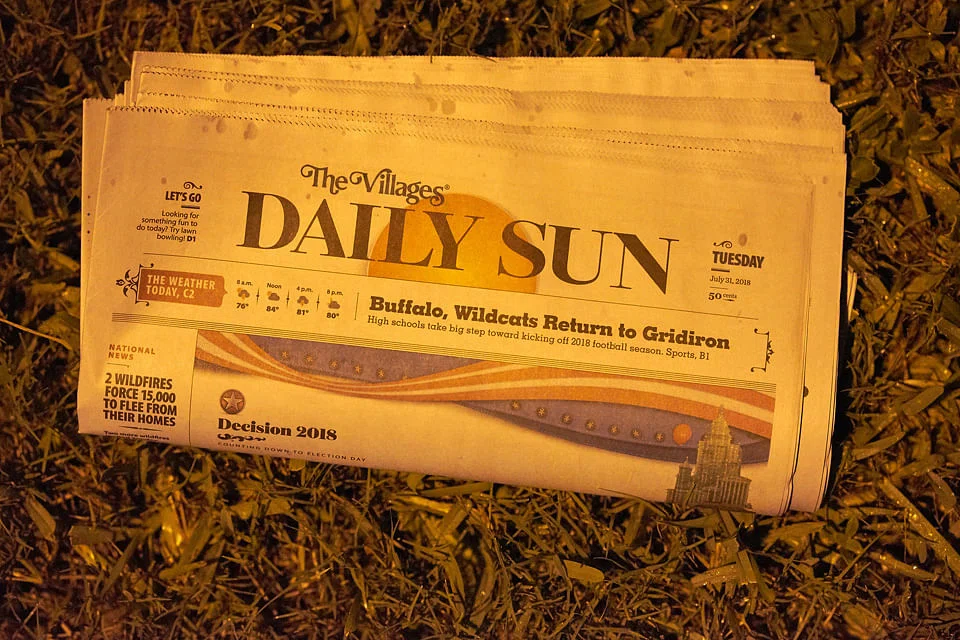 The Villages®
DAILY SUN
LET'S GO
Looking for
something fun to
do today? Try lawn
bowling! D1
TUESDAY
July 31, 2018
50 cents
THE WEATHER
TODAY, C2
8 a.m. Noon 4 p.m. 8 p.m.
76° 84° 81° 80°
Buffalo, Wildcats Return to Gridiron
High schools take big step toward kicking off 2018 football season. Sports, B1
NATIONAL
NEWS
2 WILDFIRES
FORCE 15,000
TO FLEE FROM
THEIR HOMES
Two more wildfires
Decision 2018
COUNTING DOWN TO ELECTION DAY